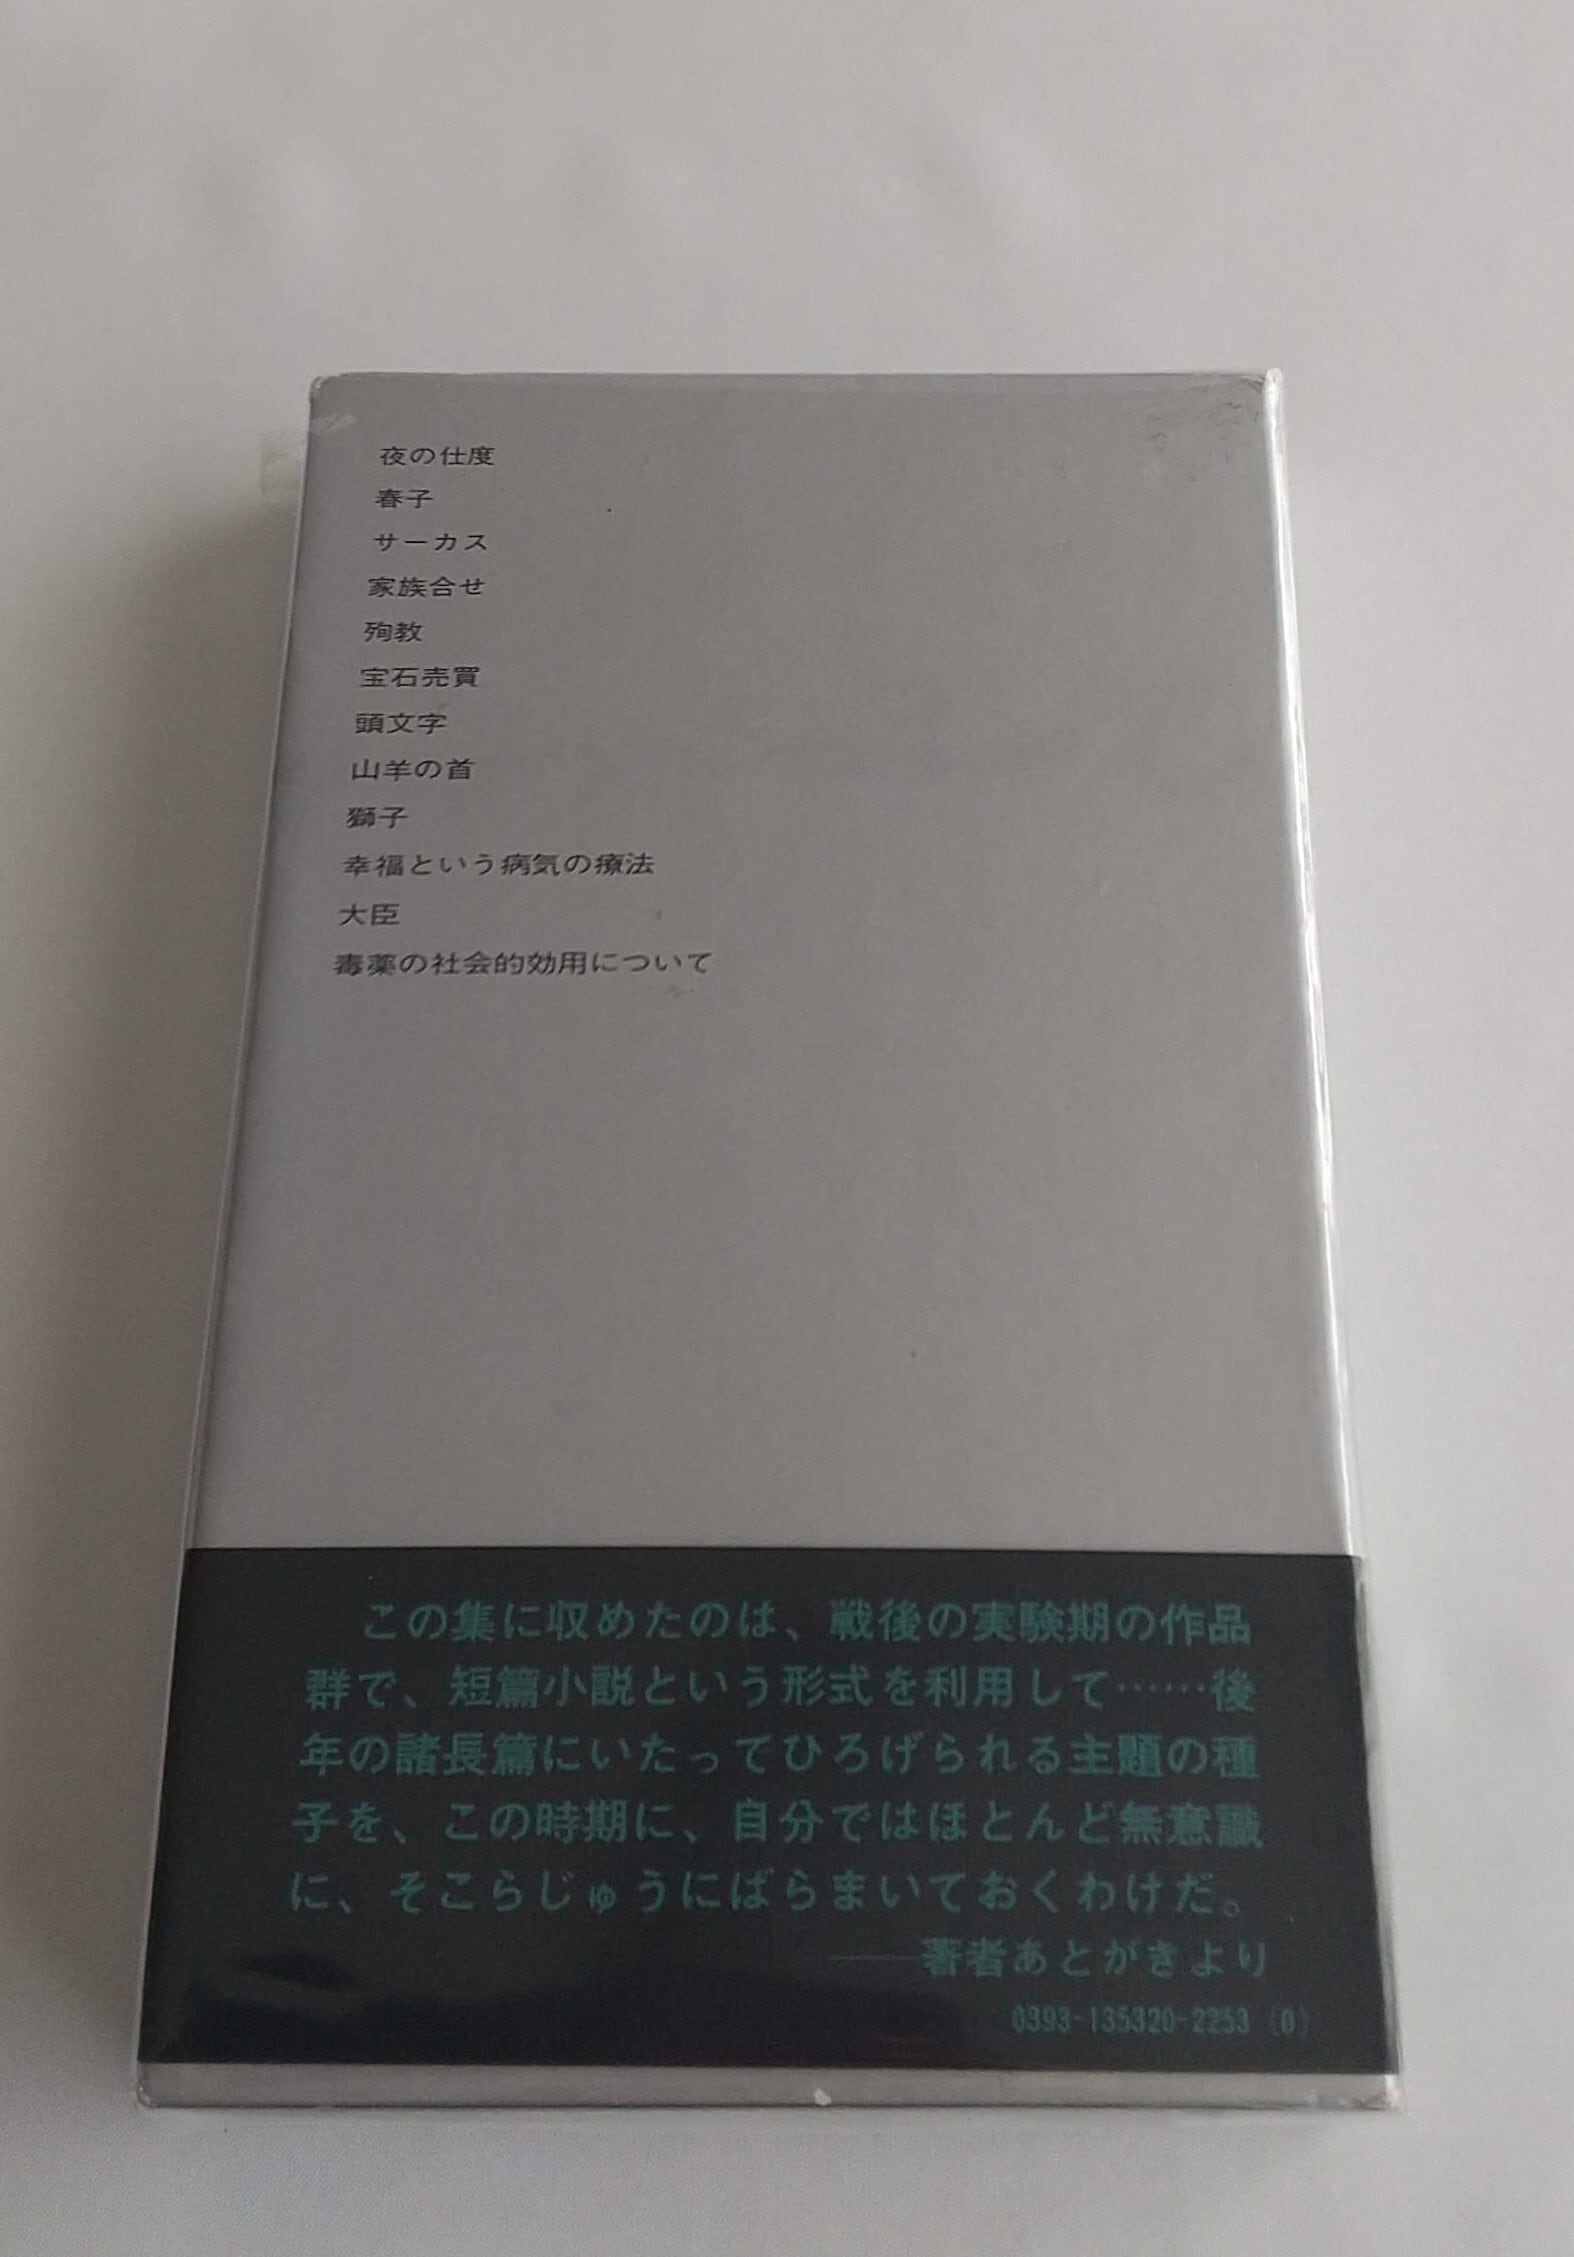 夜の仕度
春子
サーカス
家族合せ
殉教
宝石売買
頭文字
山羊の首
獅子
幸福という病気の療法
大臣
毒薬の社会的効用について
この集に収めたのは、戦後の実験期の作品
群で、短篇小説という形式を利用して……後
年の諸長篇にいたってひろげられる主題の種
子を、この時期に、自分ではほとんど無意識
に、そこらじゅうにばらまいておくわけだ。
——著者あとがきより
0393-135320-2253 (0)